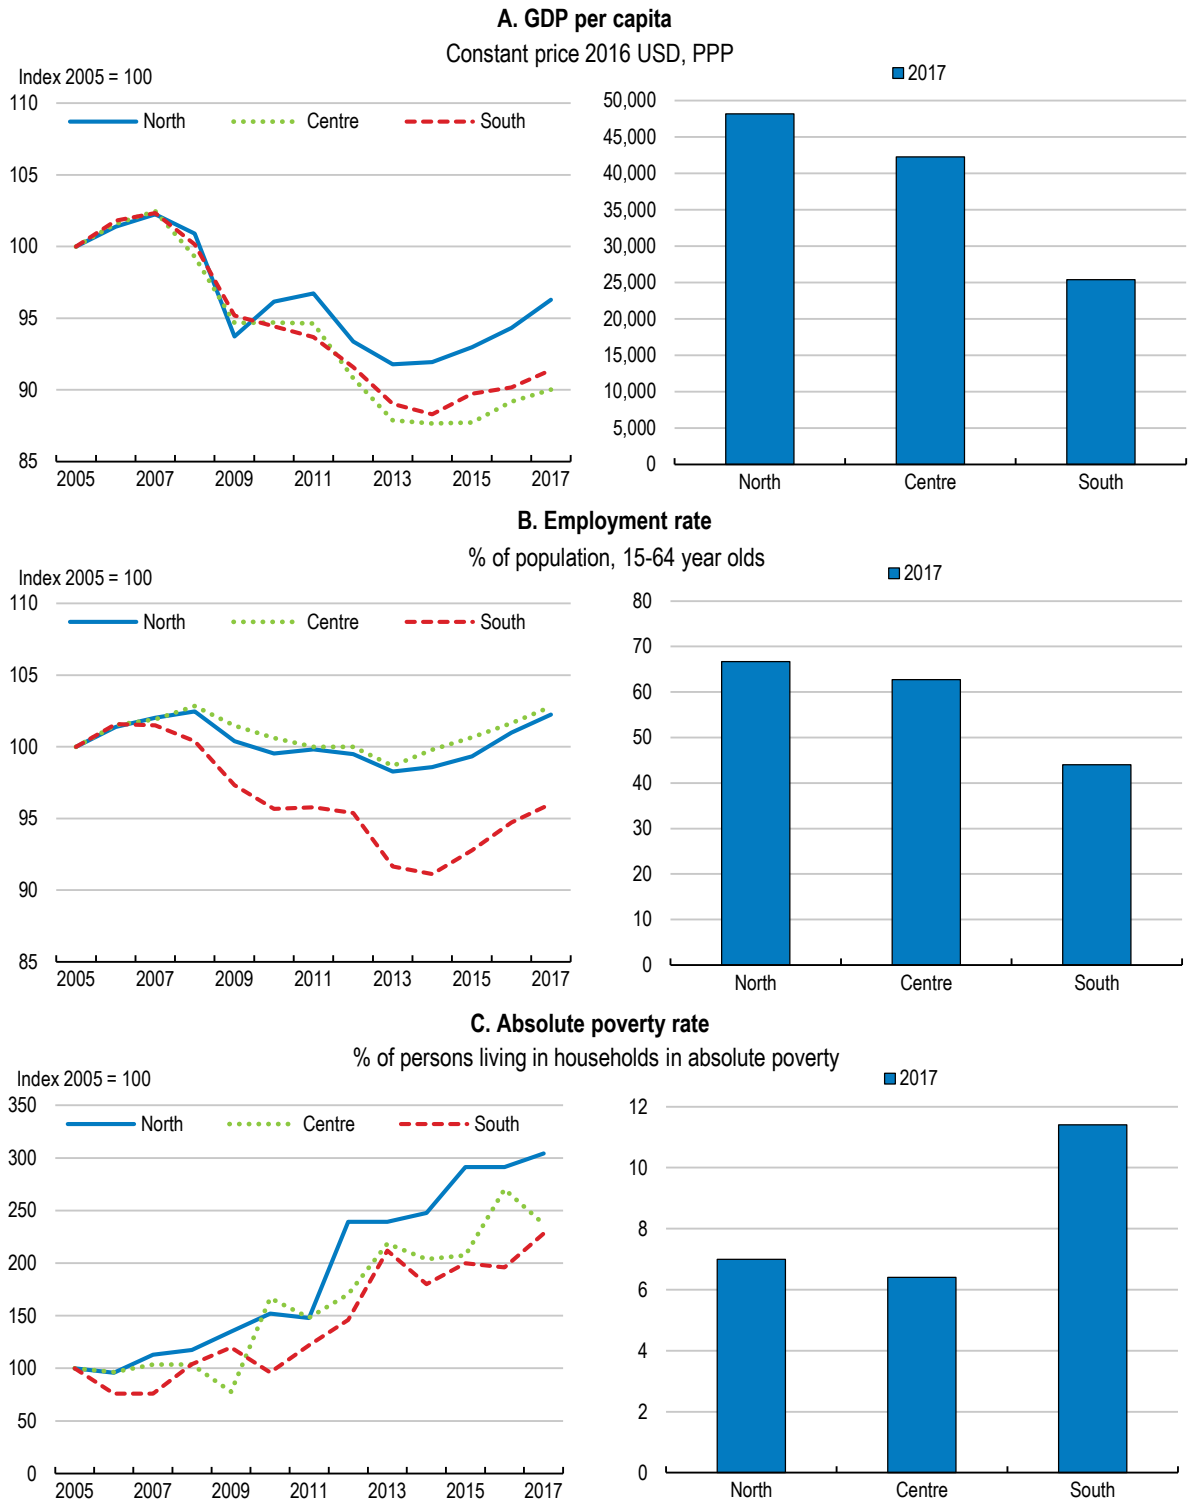 A. GDP per capita
Constant price 2016 USD, PPP
Index 2005 = 100
110
105
100
95
90
85
North
Centre
South
2005 2007 2009 2011 2013 2015 2017
2017
50,000
45,000
40,000
35,000
30,000
25,000
20,000
15,000
10,000
5,000
0
North Centre South
B. Employment rate
% of population, 15-64 year olds
Index 2005 = 100
110
105
100
95
90
85
North
Centre
South
2005 2007 2009 2011 2013 2015 2017
2017
80
70
60
50
40
30
20
10
0
North Centre South
C. Absolute poverty rate
% of persons living in households in absolute poverty
Index 2005 = 100
350
300
250
200
150
100
50
0
North
Centre
South
2005 2007 2009 2011 2013 2015 2017
2017
12
10
8
6
4
2
0
North Centre South